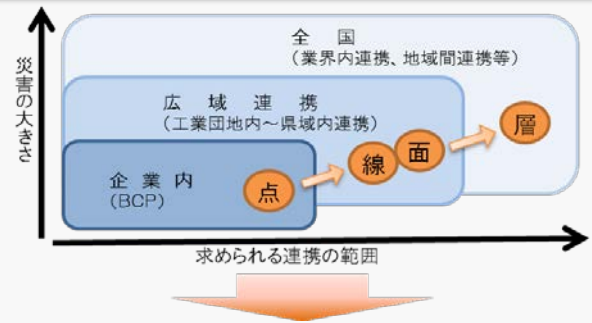 全 国
(業界内連携、地域間連携等)
災害の大きさ
広 域 連 携
(工業団地内～県域内連携)
層
線
面
企 業 内
(BCP)
点
求められる連携の範囲